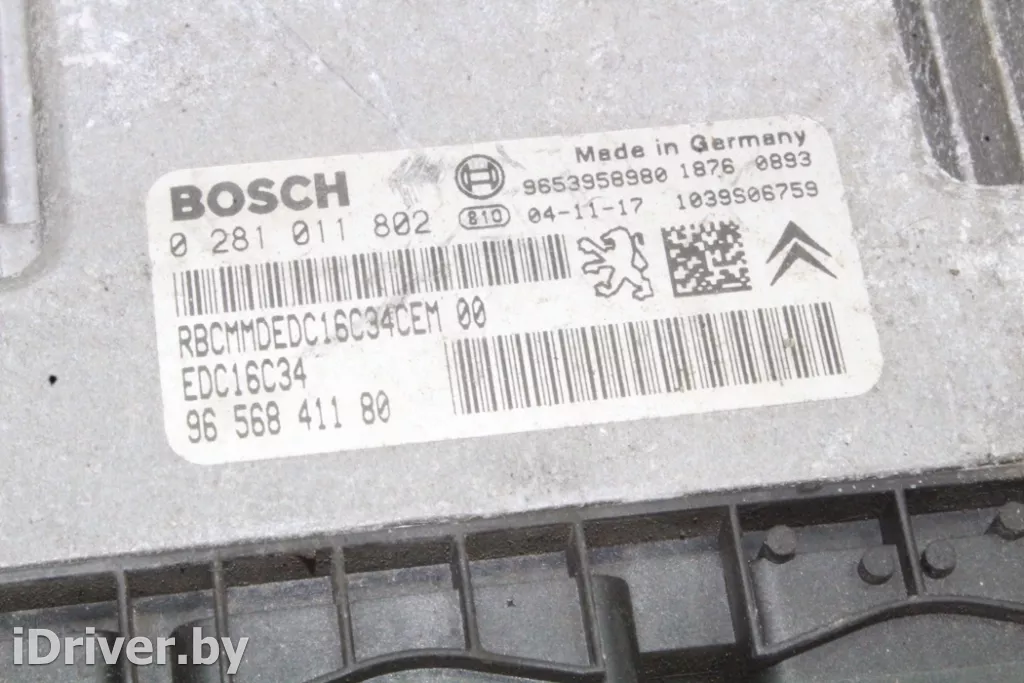 Made in Germany
BOSCH 9653958980 1876 0893
0 281 011 802 810 04-11-17 1039S06759
RBCMMDEDC16C34CEM 00
EDC16C34
96 568 411 80
iDriver.by